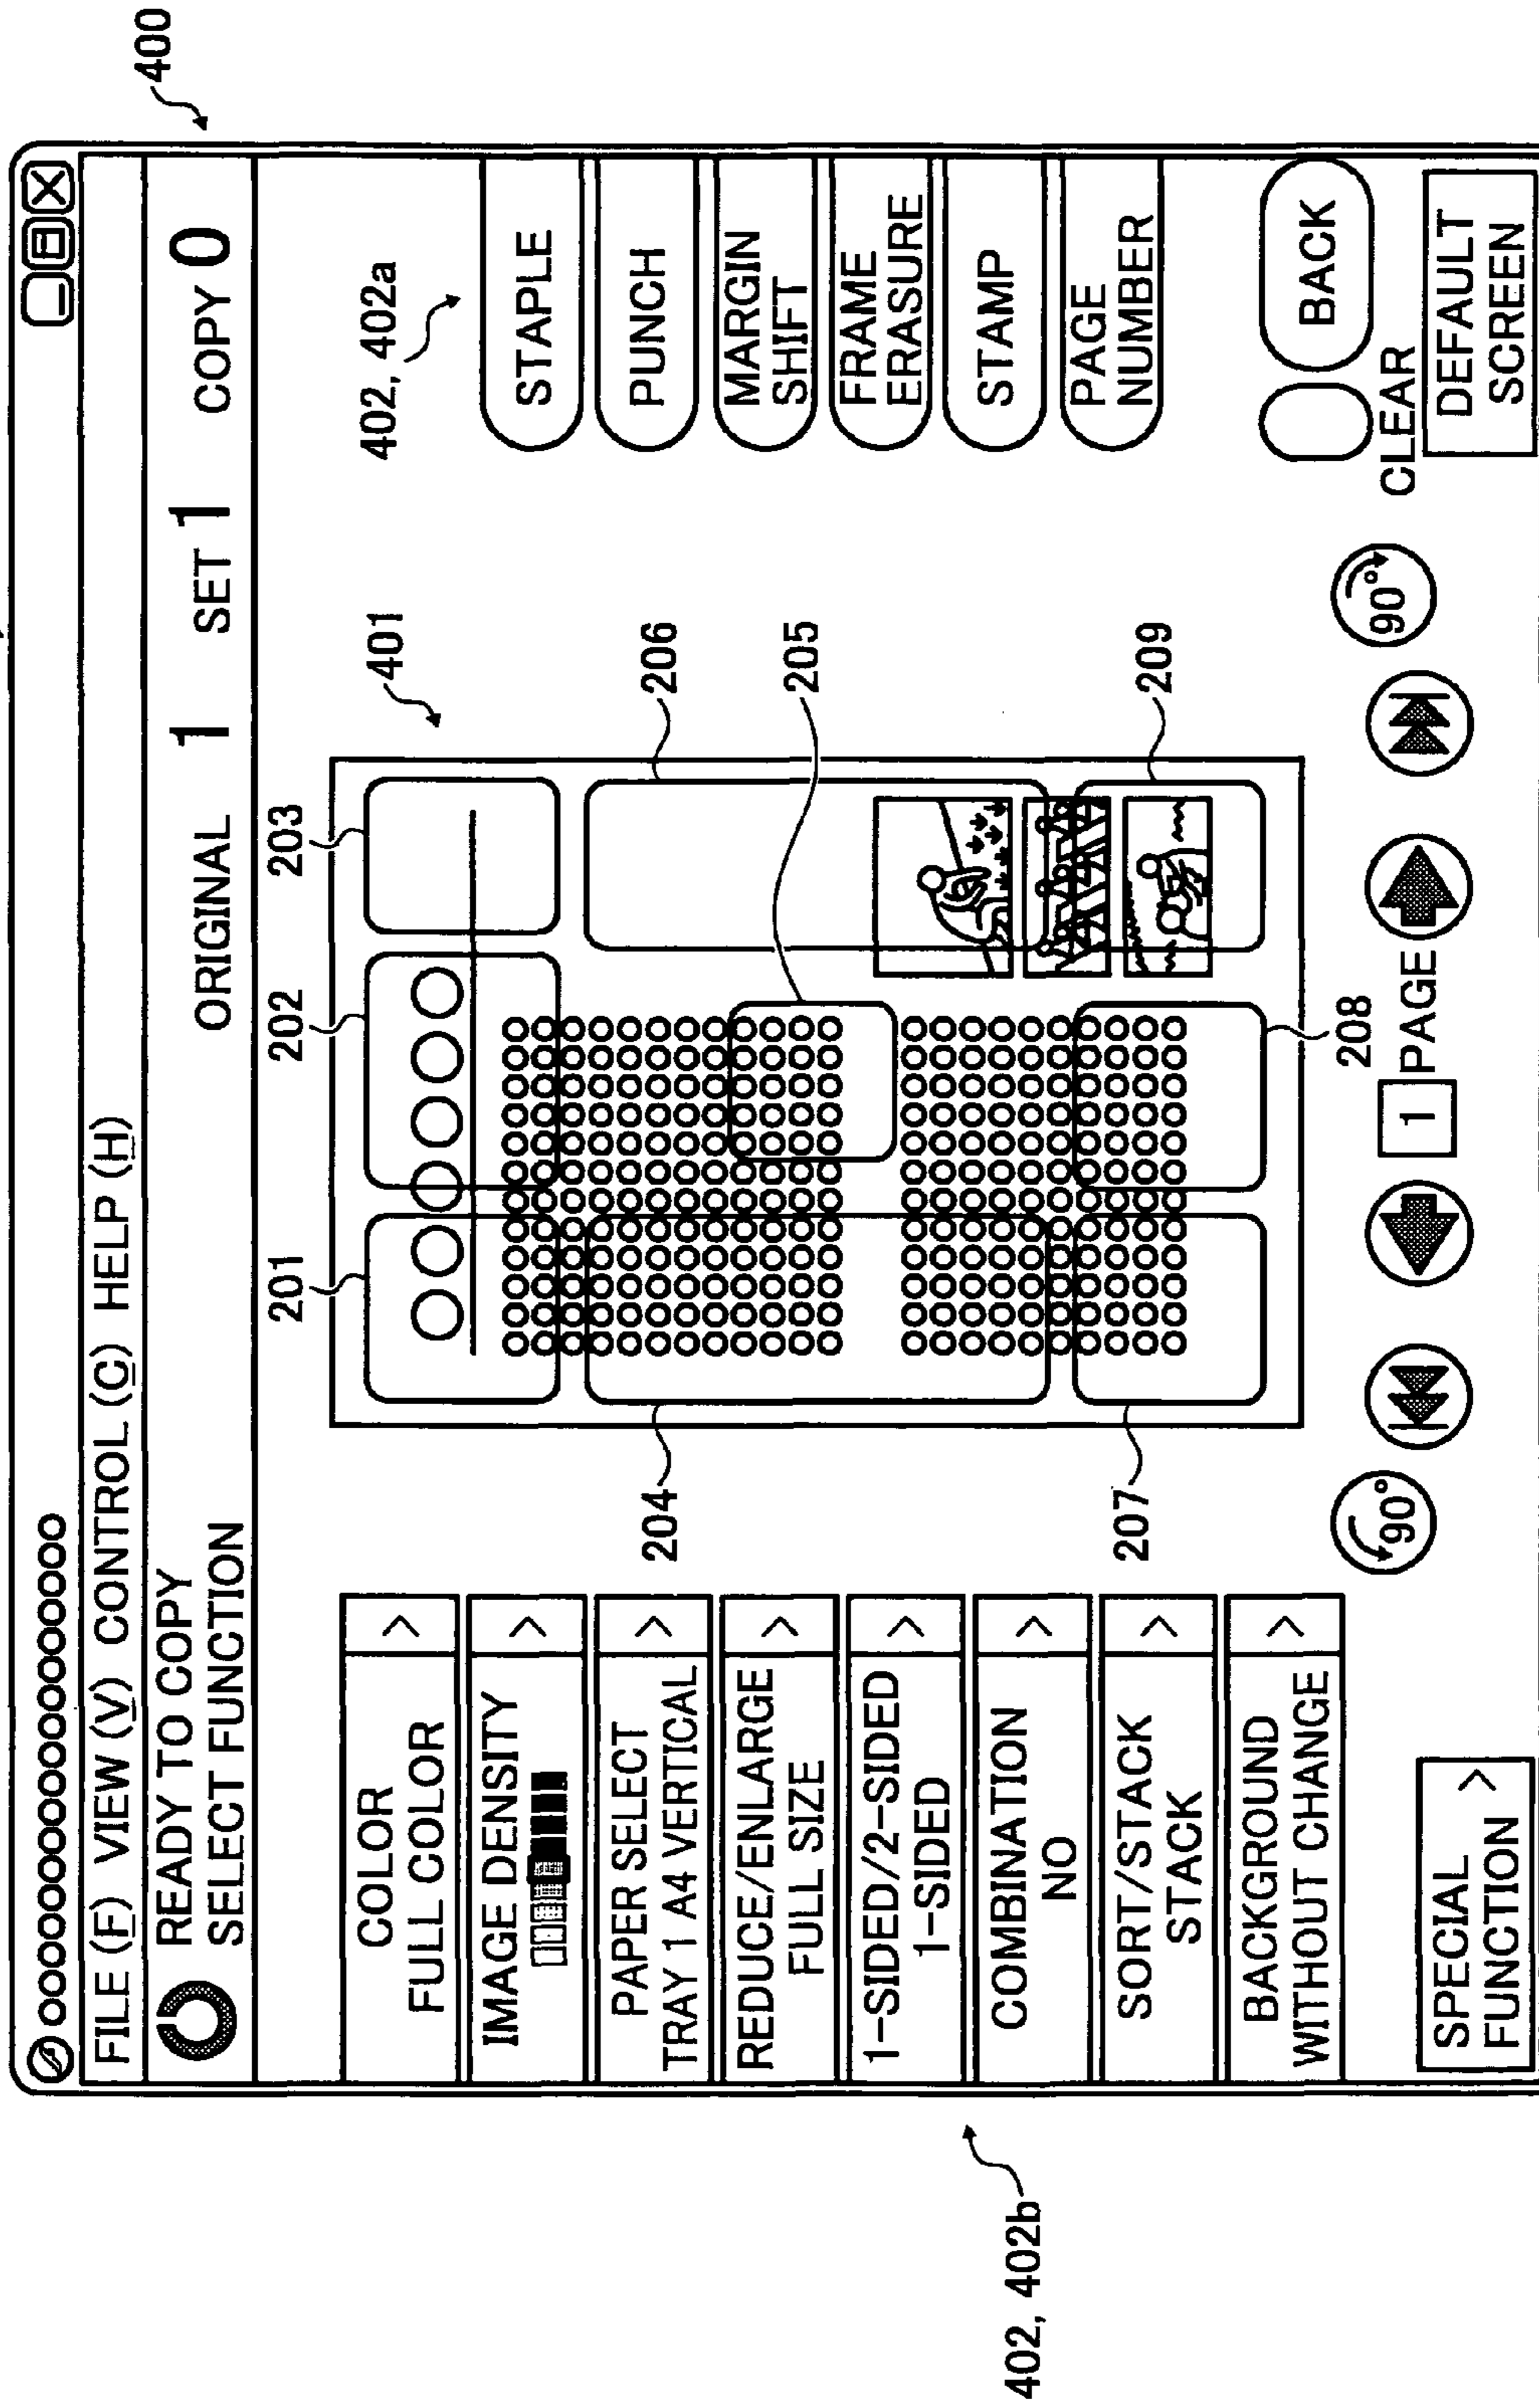 400
FILE (F) VIEW (V) CONTROL (C) HELP (H)
READY TO COPY
SELECT FUNCTION
ORIGINAL 1 SET 1 COPY 0
COLOR >
FULL COLOR
IMAGE DENSITY >
PAPER SELECT >
TRAY 1 A4 VERTICAL
REDUCE/ENLARGE >
FULL SIZE
1-SIDED/2-SIDED >
1-SIDED
COMBINATION >
NO
SORT/STACK >
STACK
BACKGROUND >
WITHOUT CHANGE
SPECIAL
FUNCTION >
402, 402b
201
202
203
401
204
206
205
207
209
208
90°
1 PAGE
90°
402, 402a
STAPLE
PUNCH
MARGIN
SHIFT
FRAME
ERASURE
STAMP
PAGE
NUMBER
BACK
CLEAR
DEFAULT
SCREEN